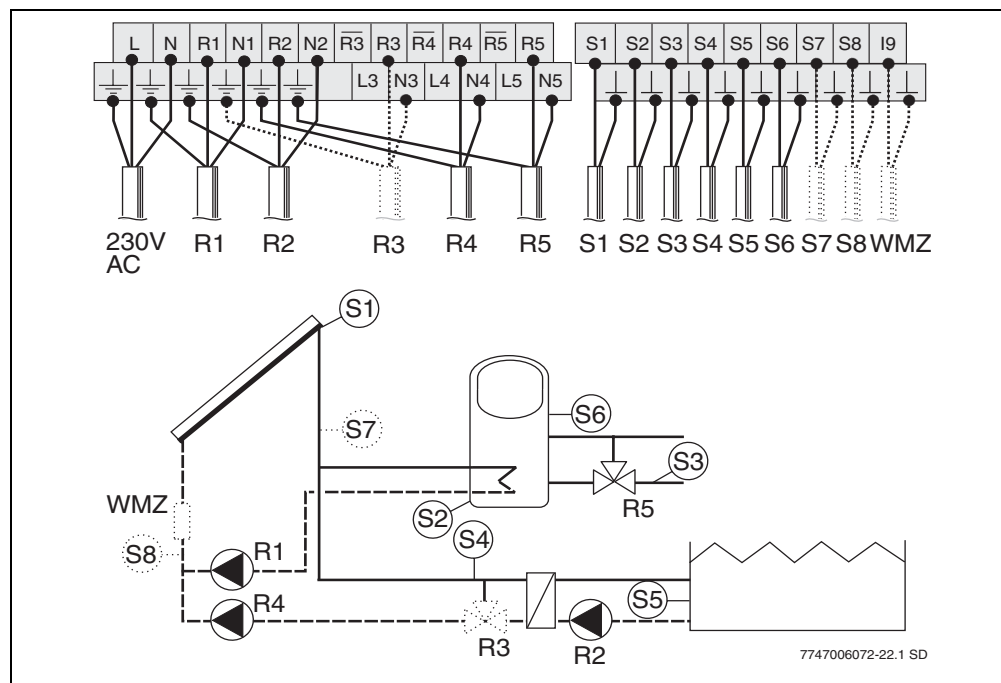 L N R1 N1 R2 N2 R3 R3 R4 R4 R5 R5
S1 S2 S3 S4 S5 S6 S7 S8 I9
L3 N3 L4 N4 L5 N5
230V
AC
R1 R2 R3 R4 R5
S1 S2 S3 S4 S5 S6 S7 S8 WMZ
S1
S7
S6
S3
WMZ
R5
S2
S4
S8
R1
S5
R4
R3
R2
7747006072-22.1 SD